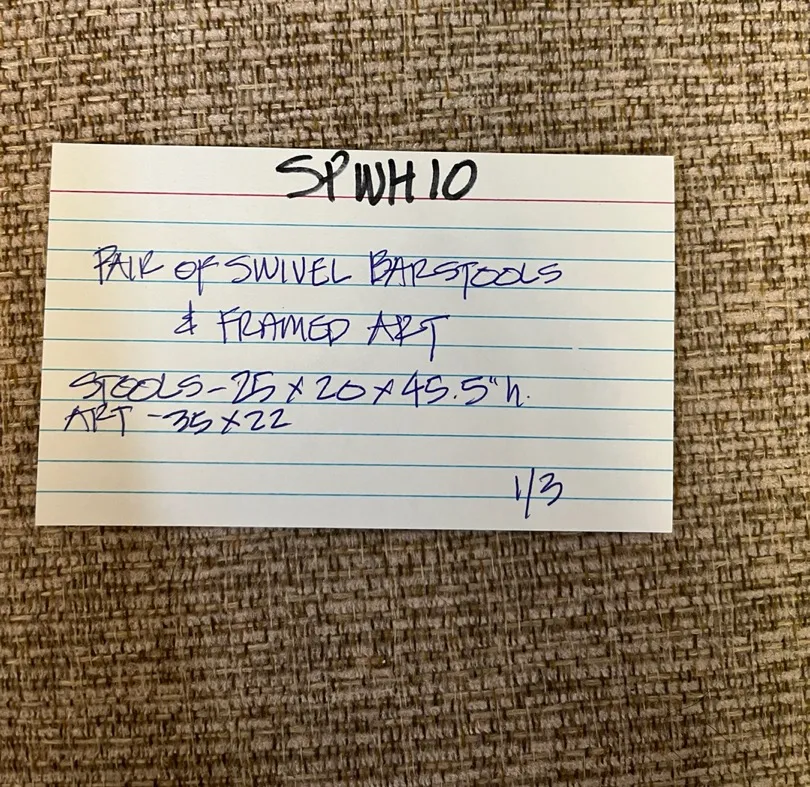 SPWH10
PAIR OF SWIVEL BARSTOOLS
& FRAMED ART
STOOLS - 25 x 20 x 45.5" h.
ART - 35 x 22
1/3